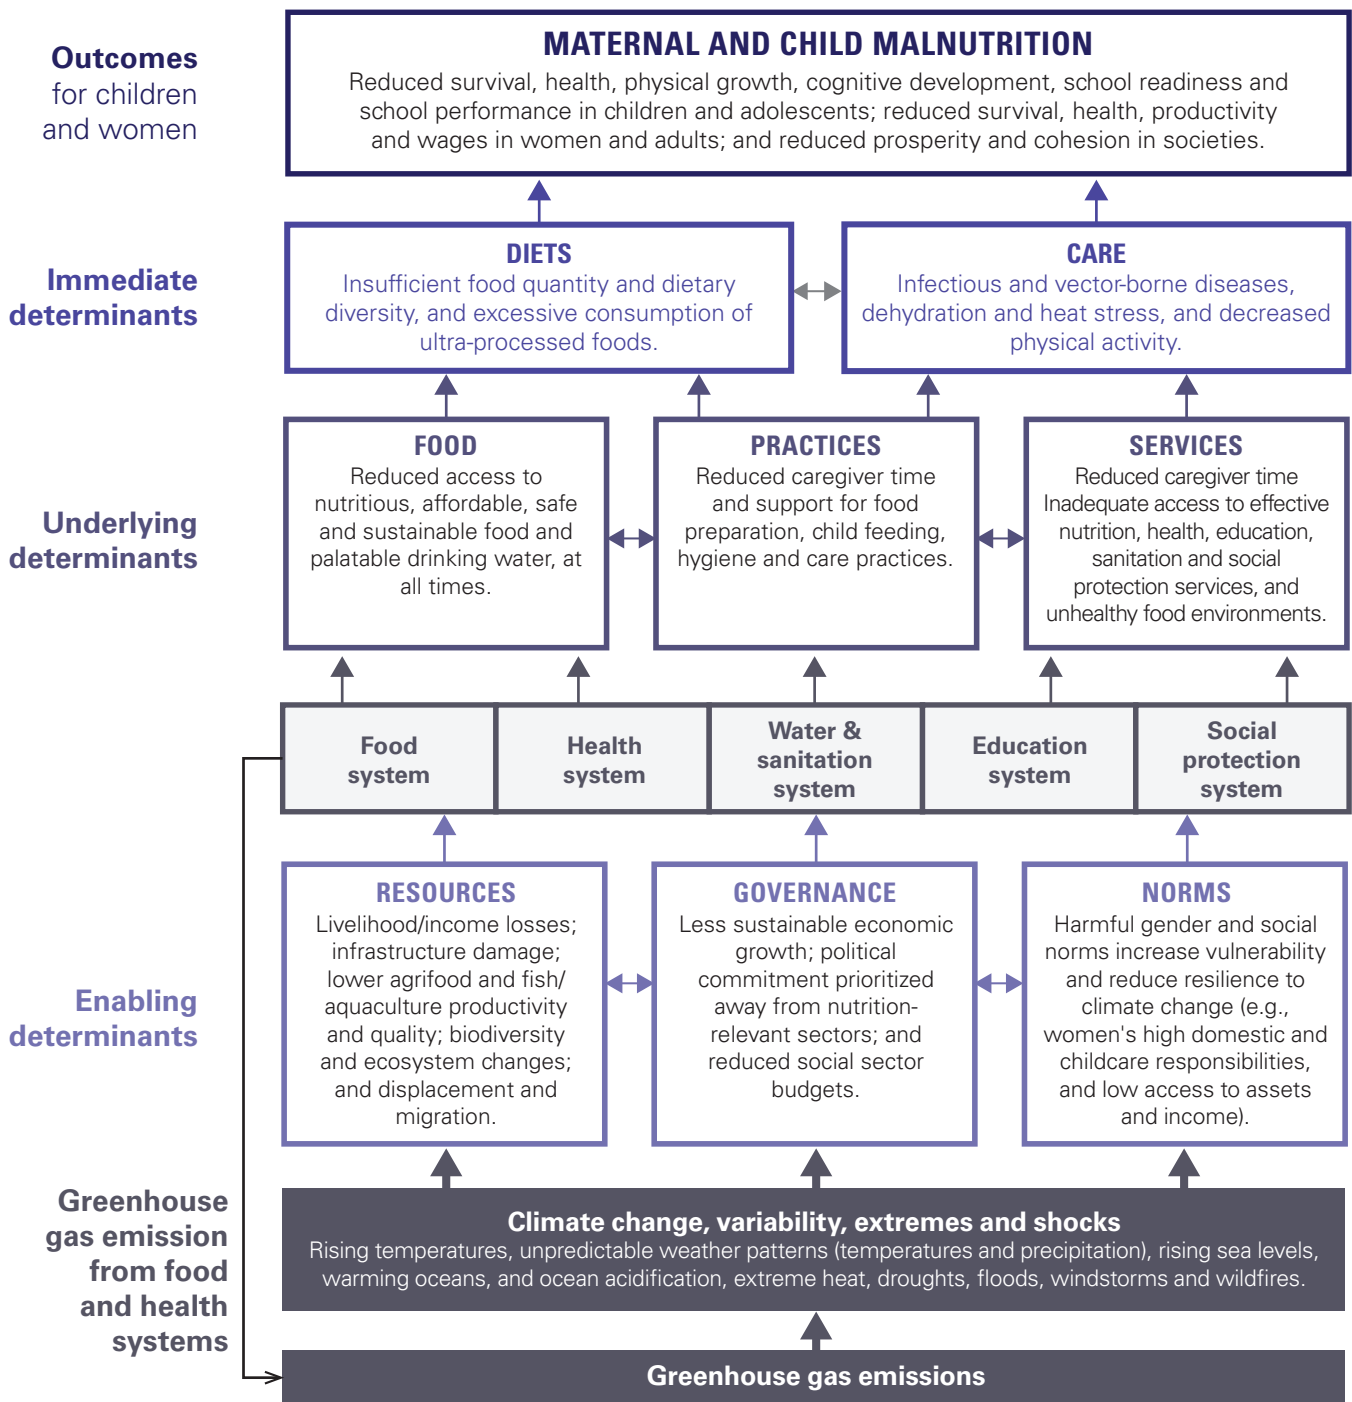 Outcomes
for children
and women
MATERNAL AND CHILD MALNUTRITION
Reduced survival, health, physical growth, cognitive development, school readiness and
school performance in children and adolescents; reduced survival, health, productivity
and wages in women and adults; and reduced prosperity and cohesion in societies.
Immediate
determinants
DIETS
Insufficient food quantity and dietary
diversity, and excessive consumption of
ultra-processed foods.
CARE
Infectious and vector-borne diseases,
dehydration and heat stress, and decreased
physical activity.
Underlying
determinants
FOOD
Reduced access to
nutritious, affordable, safe
and sustainable food and
palatable drinking water, at
all times.
PRACTICES
Reduced caregiver time
and support for food
preparation, child feeding,
hygiene and care practices.
SERVICES
Reduced caregiver time
Inadequate access to effective
nutrition, health, education,
sanitation and social
protection services, and
unhealthy food environments.
Food
system
Health
system
Water &
sanitation
system
Education
system
Social
protection
system
Enabling
determinants
RESOURCES
Livelihood/income losses;
infrastructure damage;
lower agrifood and fish/
aquaculture productivity
and quality; biodiversity
and ecosystem changes;
and displacement and
migration.
GOVERNANCE
Less sustainable economic
growth; political
commitment prioritized
away from nutrition-
relevant sectors; and
reduced social sector
budgets.
NORMS
Harmful gender and social
norms increase vulnerability
and reduce resilience to
climate change (e.g.,
women's high domestic and
childcare responsibilities,
and low access to assets
and income).
Greenhouse
gas emission
from food
and health
systems
Climate change, variability, extremes and shocks
Rising temperatures, unpredictable weather patterns (temperatures and precipitation), rising sea levels,
warming oceans, and ocean acidification, extreme heat, droughts, floods, windstorms and wildfires.
Greenhouse gas emissions